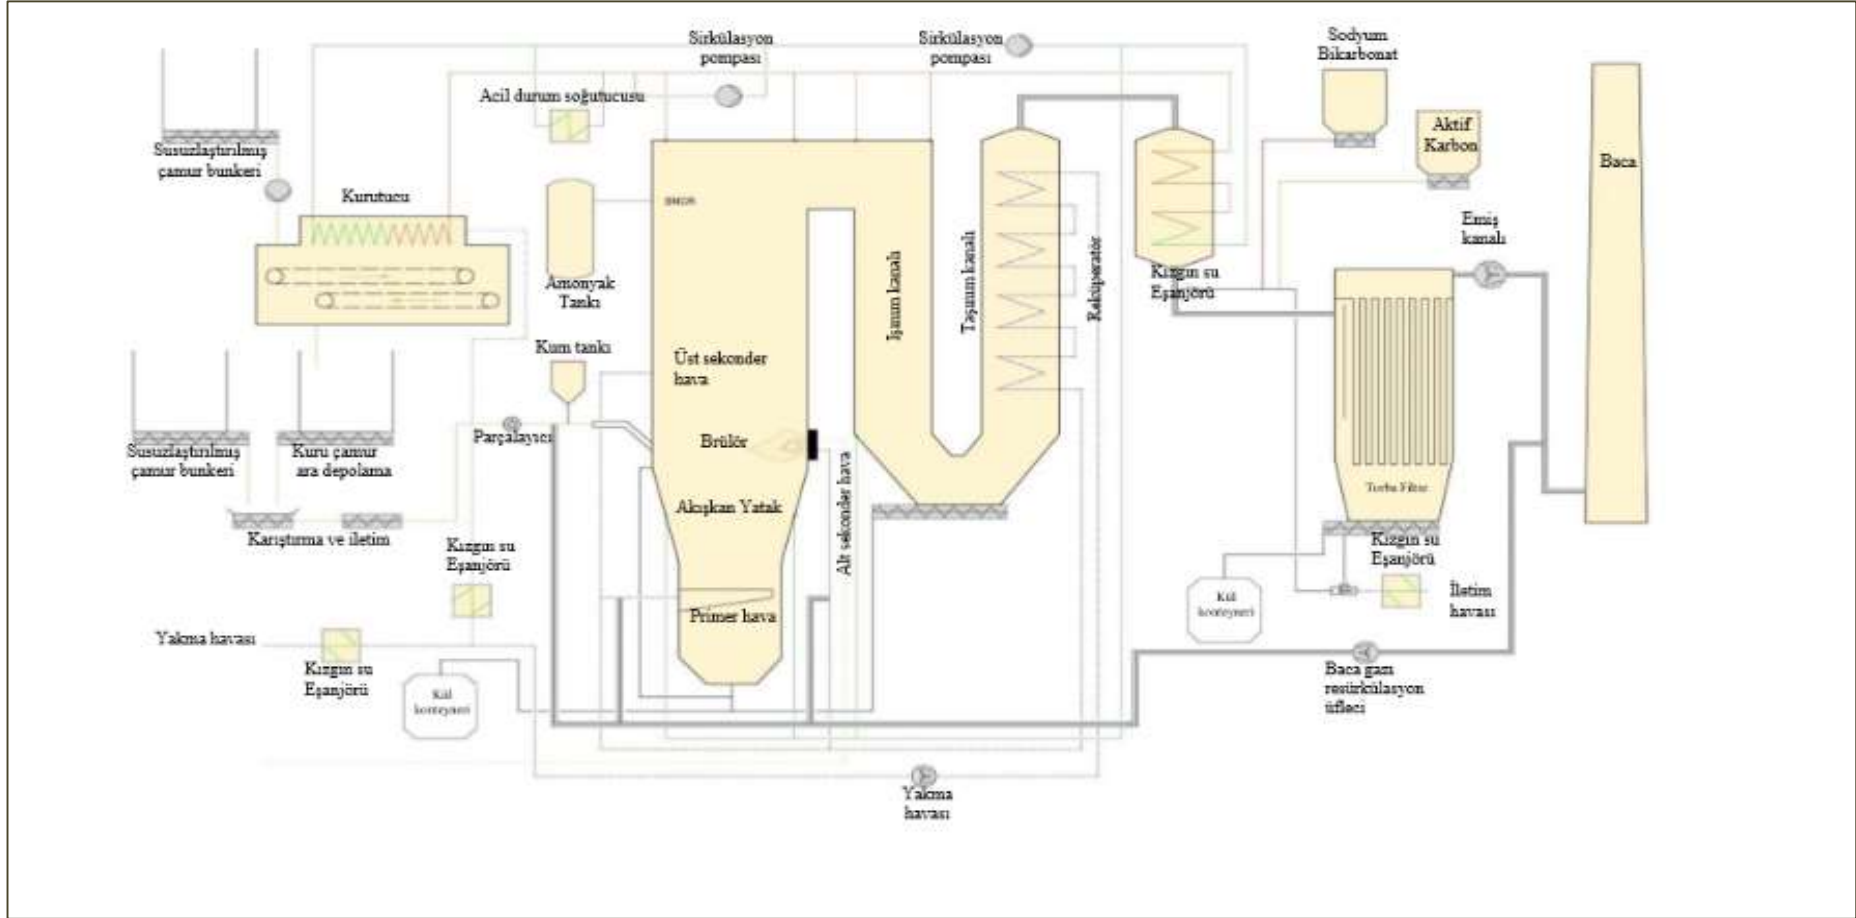 Sirkülasyon
pompası
Sirkülasyon
pompası
Sodyum
Bikarbonat
Acil durum soğutucusu
Aktif
Karbon
Susuzlaştırılmış
çamur bunkeri
Baca
Kurutucu
SNCR
Emiş
kanalı
Amonyak
Tankı
Işınım kanalı
Taşınım kanalı
Reküperatör
Kızgın su
Eşanjörü
Kum tankı
Üst sekonder
hava
Parçalayıcı
Brülör
Susuzlaştırılmış
çamur bunkeri
Kuru çamur
ara depolama
Alt sekonder hava
Torba Filtre
Akışkan Yatak
Karıştırma ve iletim
Kızgın su
Eşanjörü
Kızgın su
Eşanjörü
Kül
konteyneri
İletim
havası
Primer hava
Yakma havası
Kızgın su
Eşanjörü
Kül
konteyneri
Baca gazı
resürkülasyon
üfleci
Yakma
havası